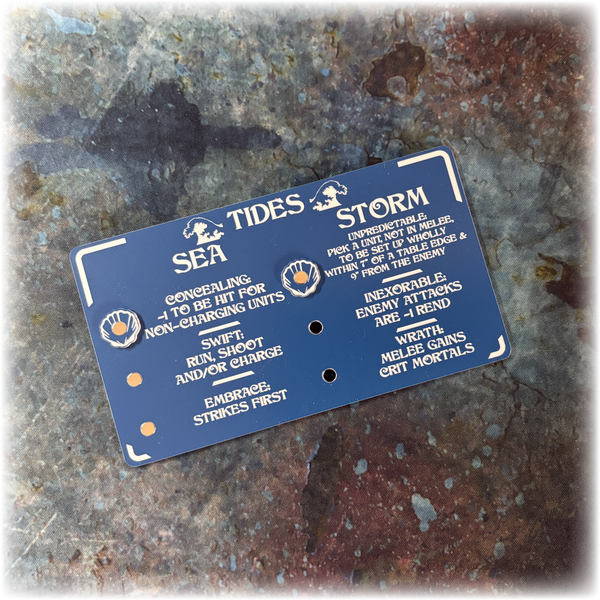 TIDES
SEA
CONCEALING:
-1 TO BE HIT FOR
NON-CHARGING UNITS
SWIFT:
RUN, SHOOT
AND/OR CHARGE
EMBRACE:
STRIKES FIRST
STORM
UNPREDICTABLE:
PICK A UNIT, NOT IN MELEE,
TO BE SET UP WHOLLY
WITHIN 7" OF A TABLE EDGE &
9" FROM THE ENEMY
INEXORABLE:
ENEMY ATTACKS
ARE -1 REND
WRATH:
MELEE GAINS
CRIT MORTALS